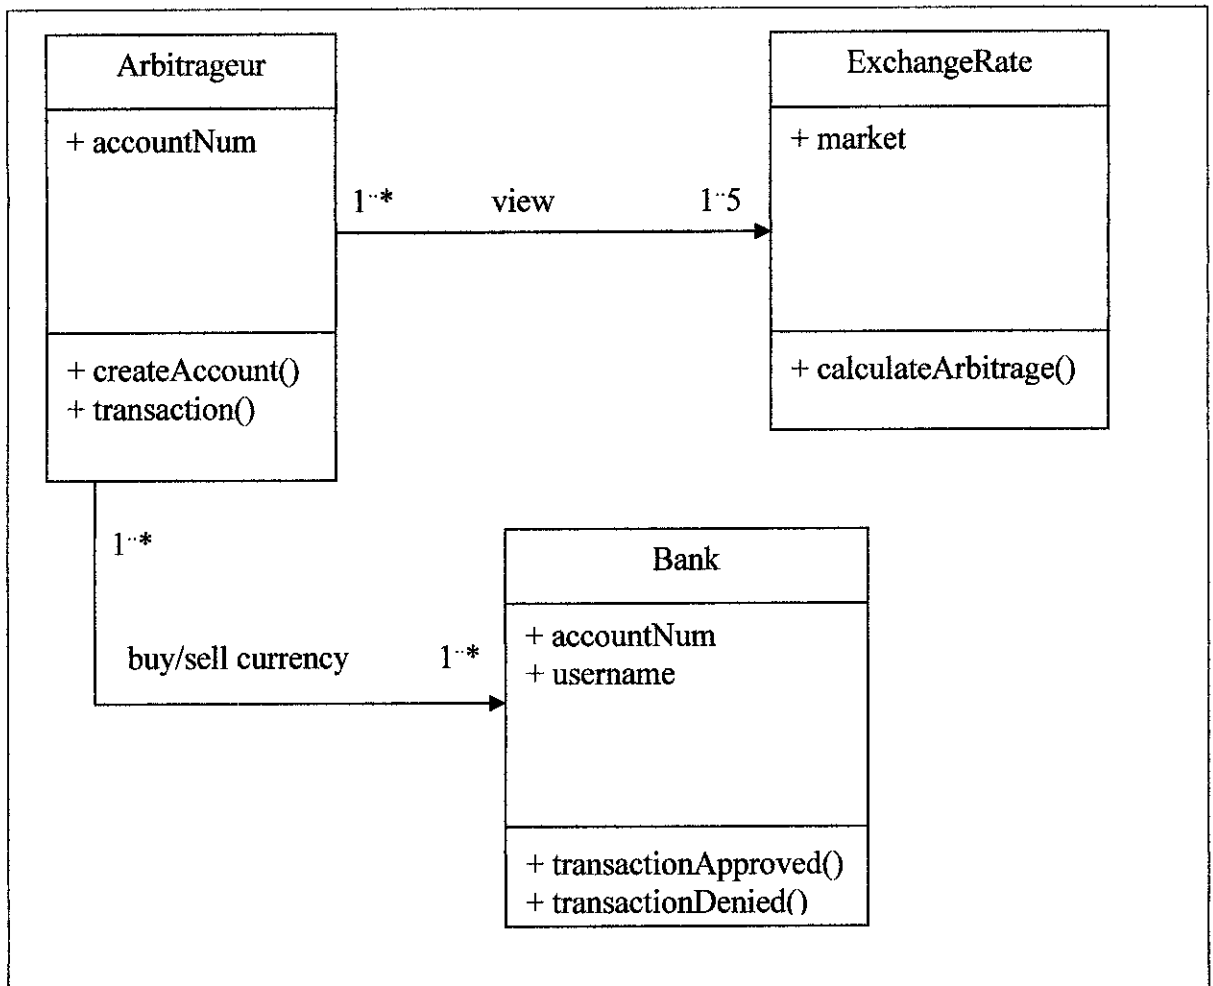 Arbitrageur
+ accountNum
+ createAccount()
+ transaction()
ExchangeRate
+ market
+ calculateArbitrage()
1..* view 1..5
1..*
buy/sell currency 1..*
Bank
+ accountNum
+ username
+ transactionApproved()
+ transactionDenied()